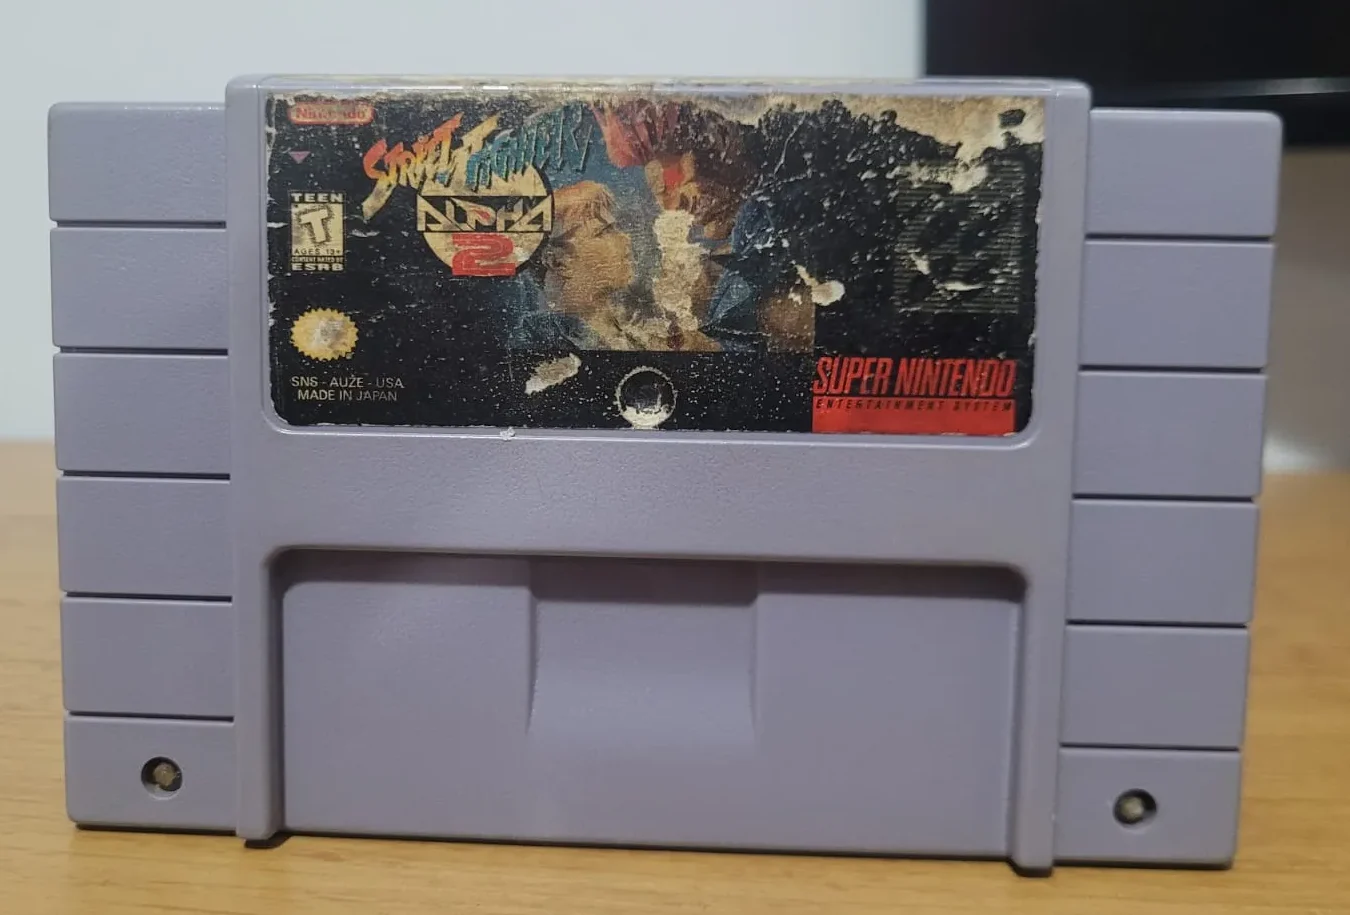 Nintendo
STREET FIGHTER
ALPHA
2
TEEN
T
AGES 13+
CONTENT RATED BY
ESRB
SNS - AUZE - USA
MADE IN JAPAN
SUPER NINTENDO
ENTERTAINMENT SYSTEM